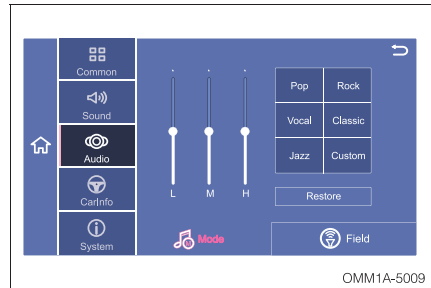 Common
Sound
Audio
CarInfo
System
L M H
Pop Rock
Vocal Classic
Jazz Custom
Restore
Mode
Field
OMM1A-5009